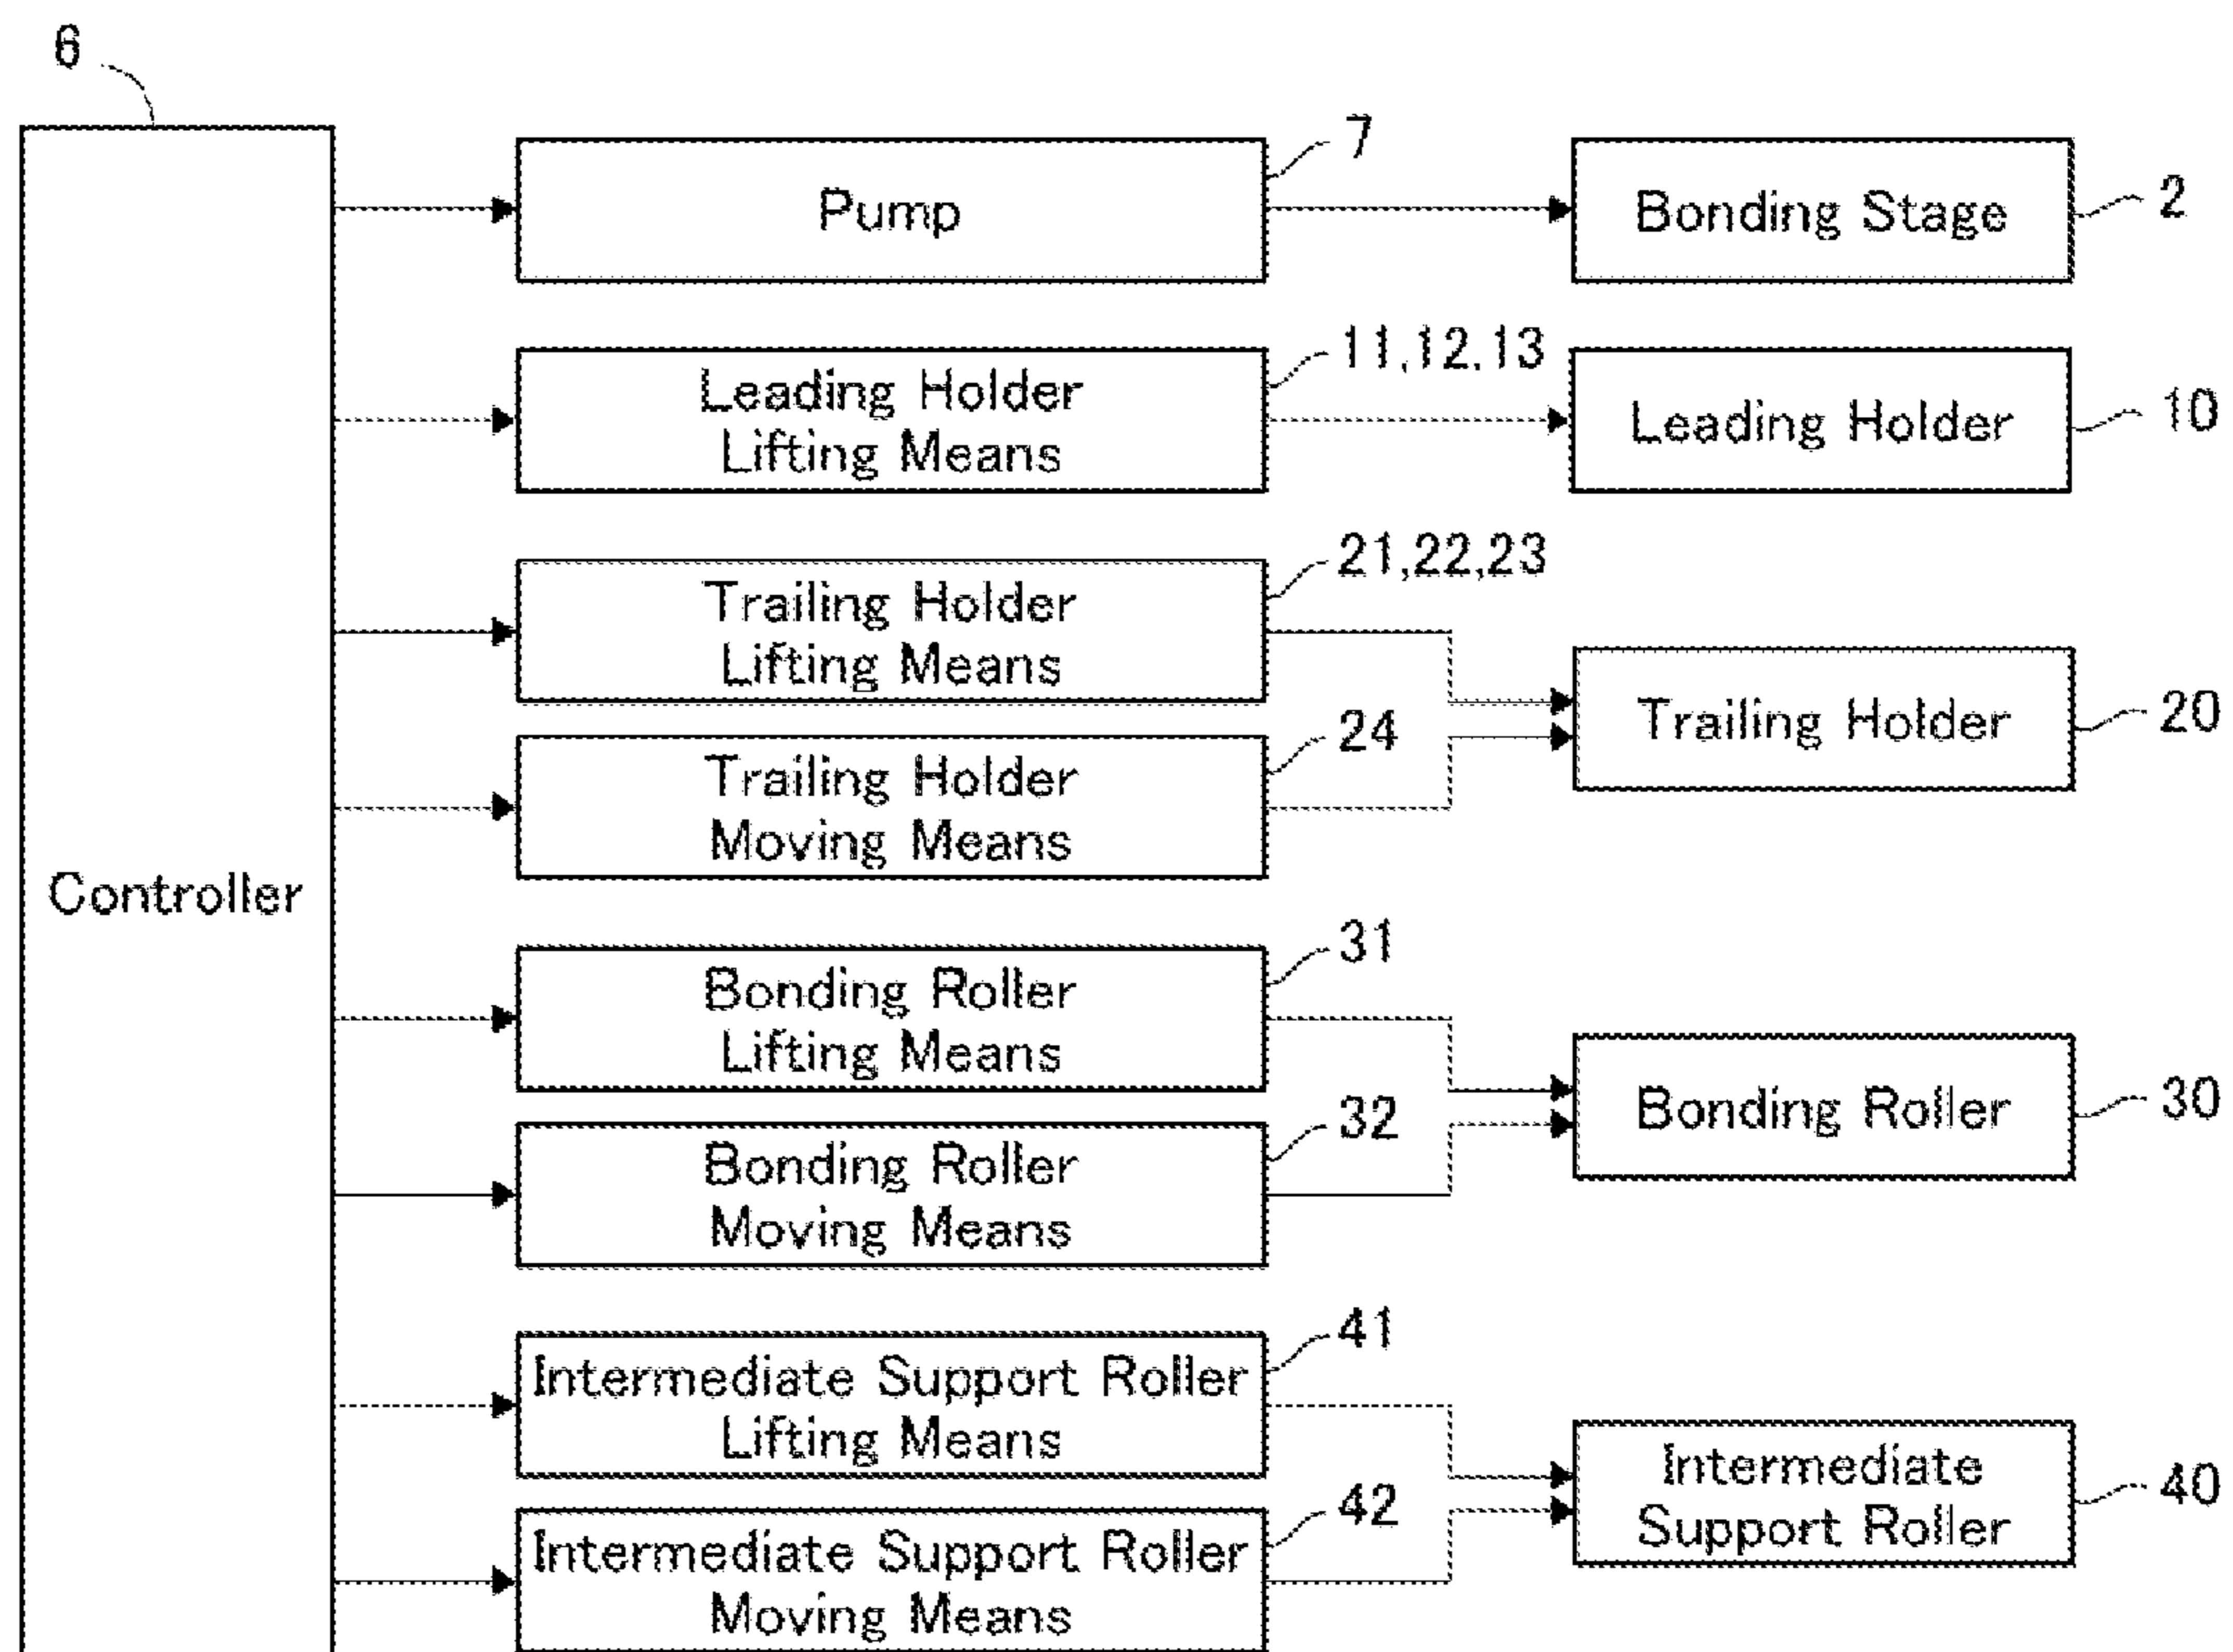 6
7
Pump
Bonding Stage
2
11,12,13
Leading Holder
Lifting Means
Leading Holder
10
21,22,23
Trailing Holder
Lifting Means
Trailing Holder
20
24
Trailing Holder
Moving Means
Controller
31
Bonding Roller
Lifting Means
Bonding Roller
30
32
Bonding Roller
Moving Means
41
Intermediate Support Roller
Lifting Means
Intermediate
Support Roller
40
42
Intermediate Support Roller
Moving Means